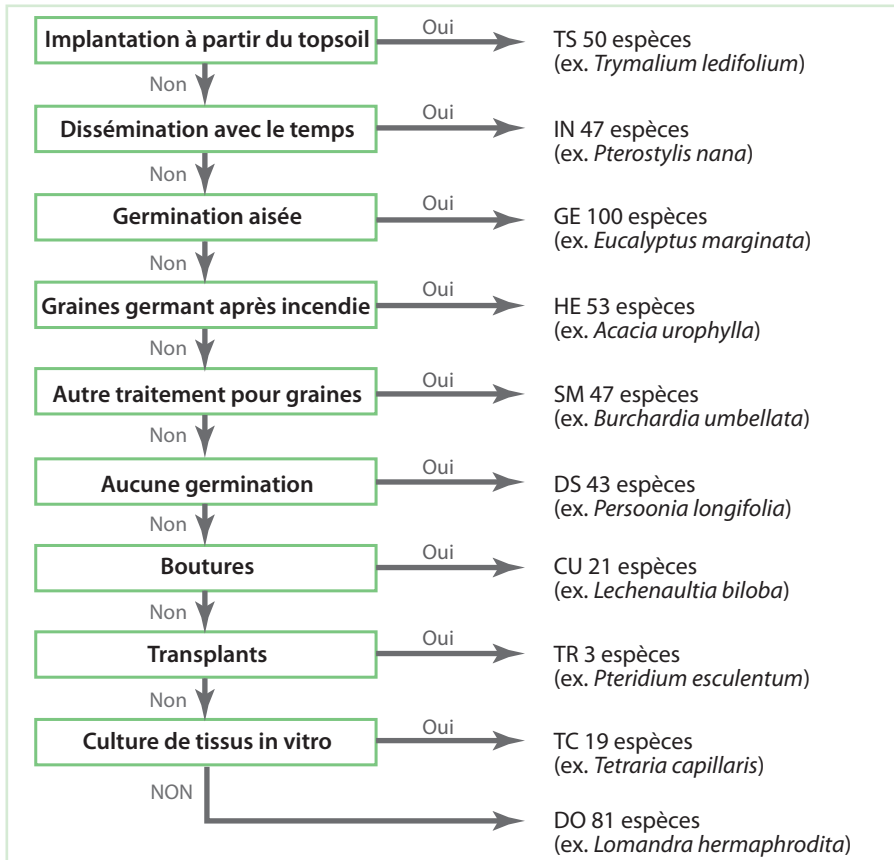 Implantation à partir du topsoil
Oui
TS 50 espèces
(ex. Trymalium ledifolium)
Non
Dissémination avec le temps
Oui
IN 47 espèces
(ex. Pterostylis nana)
Non
Germination aisée
Oui
GE 100 espèces
(ex. Eucalyptus marginata)
Non
Graines germant après incendie
Oui
HE 53 espèces
(ex. Acacia urophylla)
Non
Autre traitement pour graines
Oui
SM 47 espèces
(ex. Burchardia umbellata)
Non
Aucune germination
Oui
DS 43 espèces
(ex. Persoonia longifolia)
Non
Boutures
Oui
CU 21 espèces
(ex. Lechenaultia biloba)
Non
Transplants
Oui
TR 3 espèces
(ex. Pteridium esculentum)
Non
Culture de tissus in vitro
Oui
TC 19 espèces
(ex. Tetraria capillaris)
NON
DO 81 espèces
(ex. Lomandra hermaphrodita)